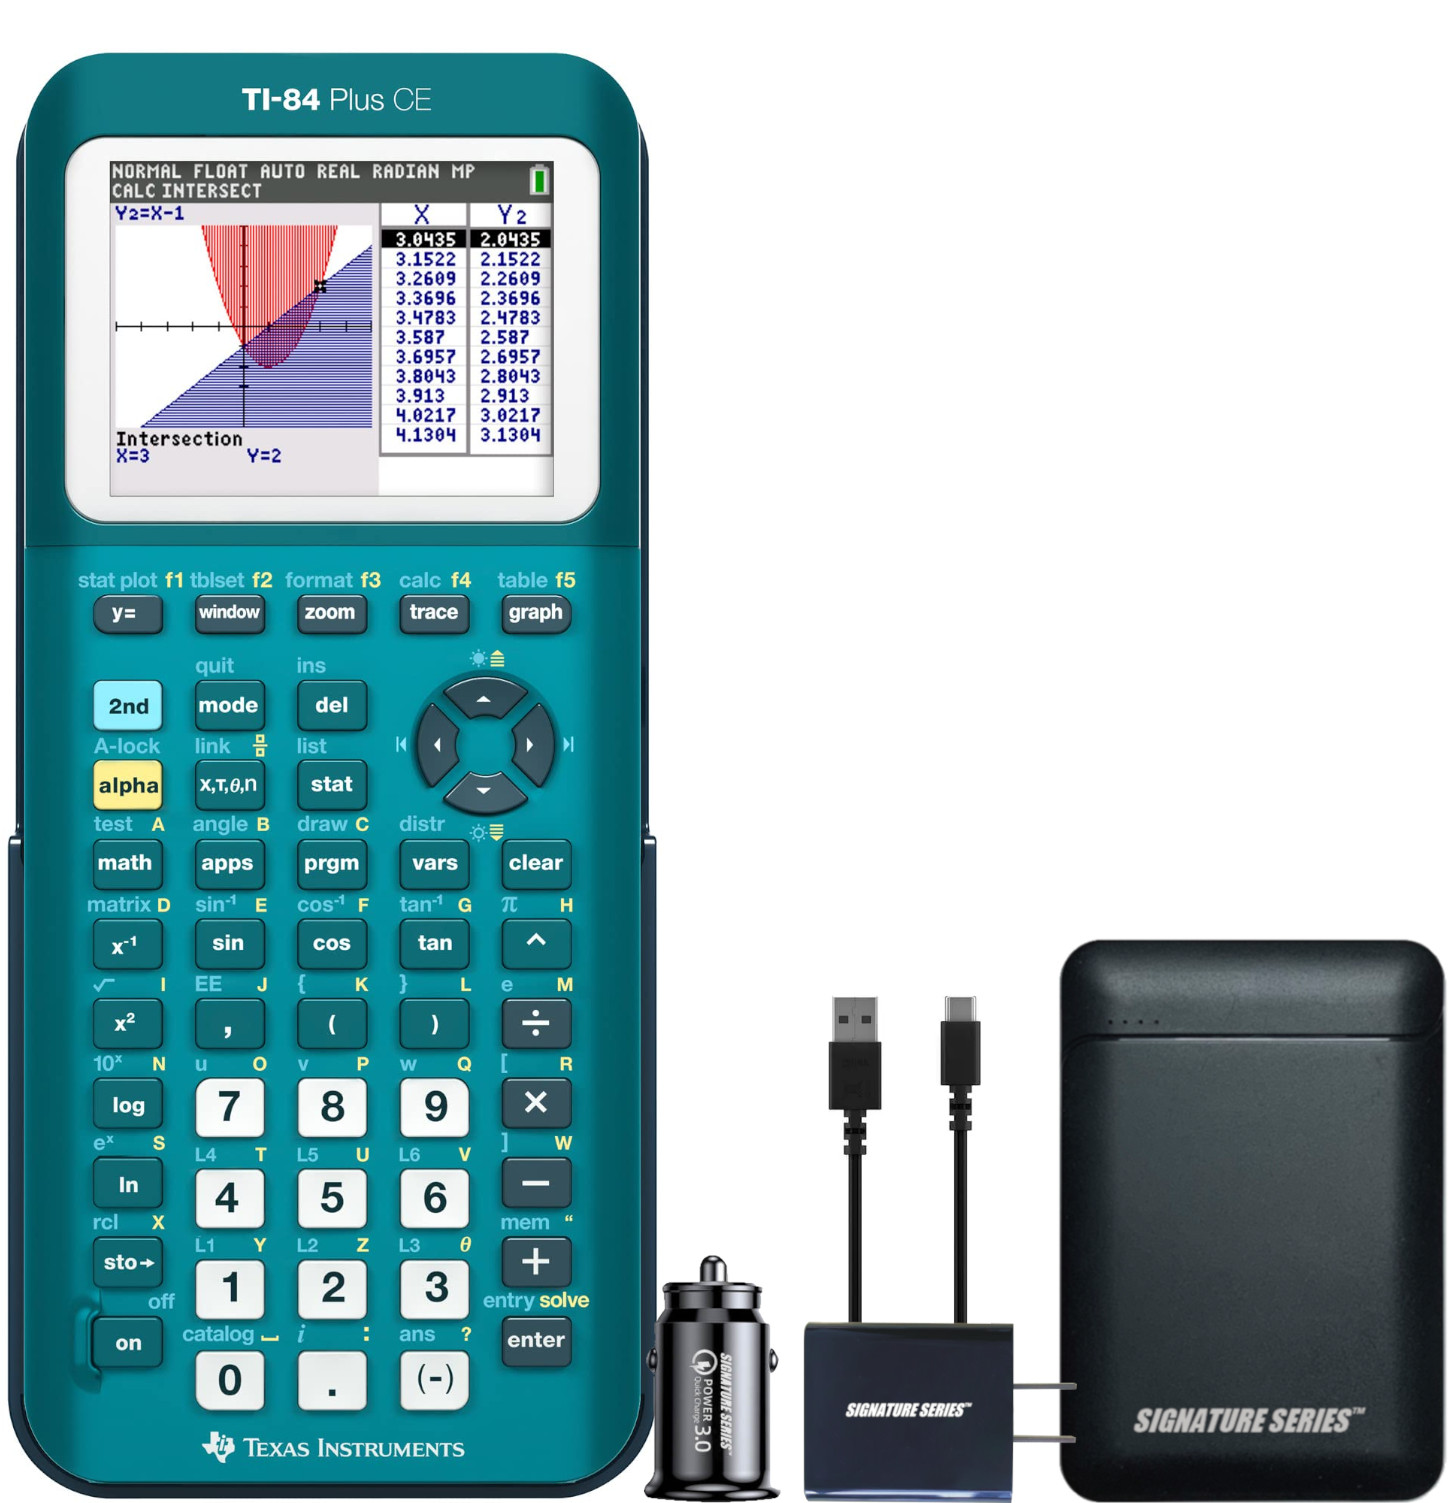 TI-84 Plus CE
NORMAL FLOAT AUTO REAL RADIAN MP
CALC INTERSECT
Y2=X-1
X Y2
3.0435 2.0435
3.1522 2.1522
3.2609 2.2609
3.3696 2.3696
3.4783 2.4783
3.587 2.587
3.6957 2.6957
3.8043 2.8043
3.913 2.913
4.0217 3.0217
4.1304 3.1304
Intersection
X=3 Y=2
stat plot f1 tblset f2 format f3 calc f4 table f5
y= window zoom trace graph
quit ins
2nd mode del
A-lock link list
alpha X,T,θ,n stat
test A angle B draw C distr
math apps prgm vars clear
matrix D sin-1 E cos-1 F tan-1 G π H
x-1 sin cos tan ^
√ I EE J { K } L e M
x² , ( ) ÷
10ˣ N u O v P w Q [ R
log 7 8 9 ×
eˣ S L4 T L5 U L6 V ] W
ln 4 5 6 −
rcl X L1 Y L2 Z L3 θ mem “
sto→ 1 2 3 +
off catalog i : ans ? entry solve
on 0 . (-) enter
TEXAS INSTRUMENTS
SIGNATURE SERIES™
POWER 3.0
Quick Charge
SIGNATURE SERIES™
SIGNATURE SERIES™